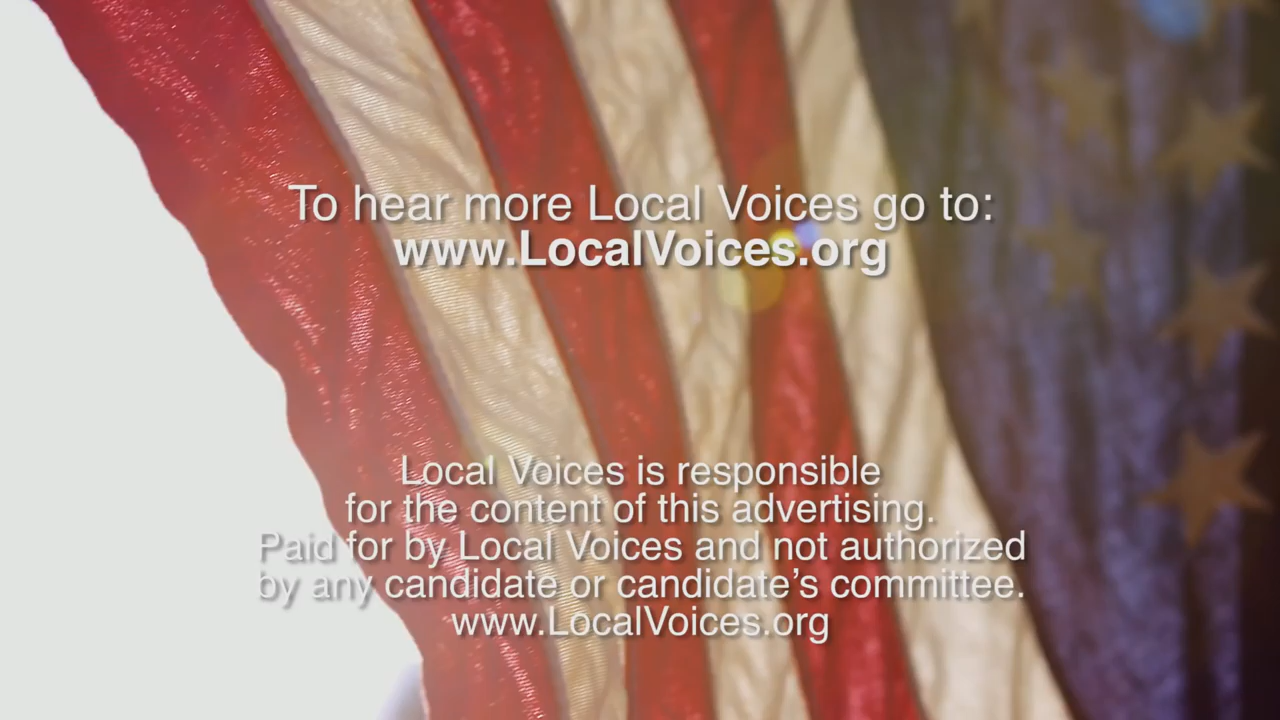 To hear more Local Voices go to:
www.LocalVoices.org
Local Voices is responsible
for the content of this advertising.
Paid for by Local Voices and not authorized
by any candidate or candidate’s committee.
www.LocalVoices.org